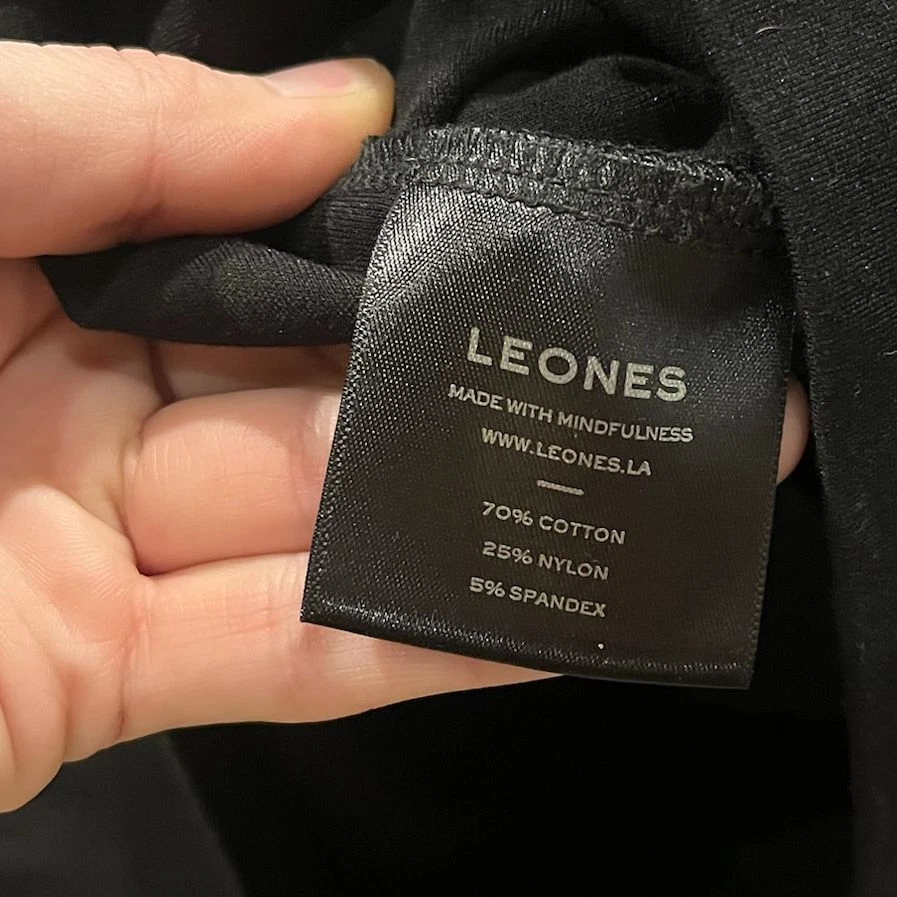 LEONES
MADE WITH MINDFULNESS
WWW.LEONES.LA
70% COTTON
25% NYLON
5% SPANDEX